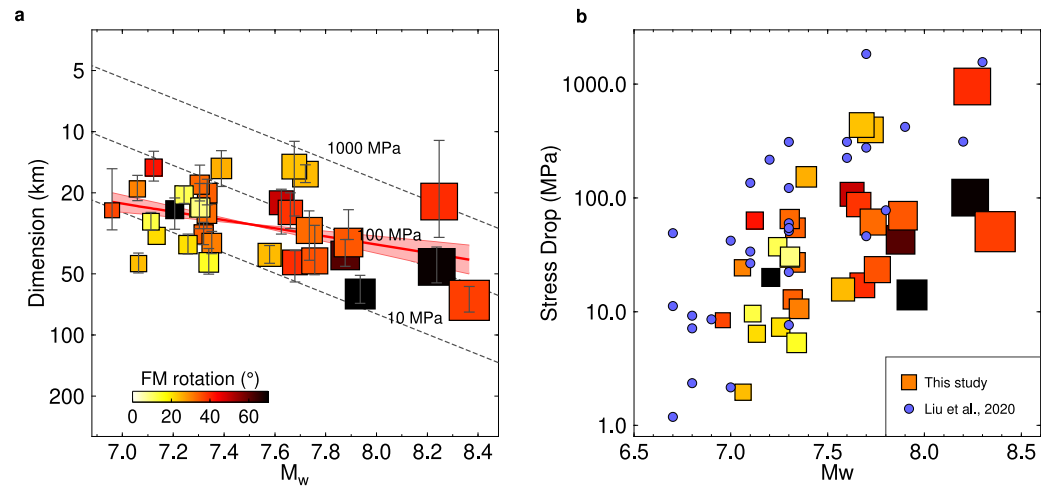 a
Dimension (km)
5
10
20
50
100
200
1000 MPa
100 MPa
10 MPa
FM rotation (°)
0 20 40 60
7.0 7.2 7.4 7.6 7.8 8.0 8.2 8.4
Mw
b
Stress Drop (MPa)
1000.0
100.0
10.0
1.0
This study
Liu et al., 2020
6.5 7.0 7.5 8.0 8.5
Mw